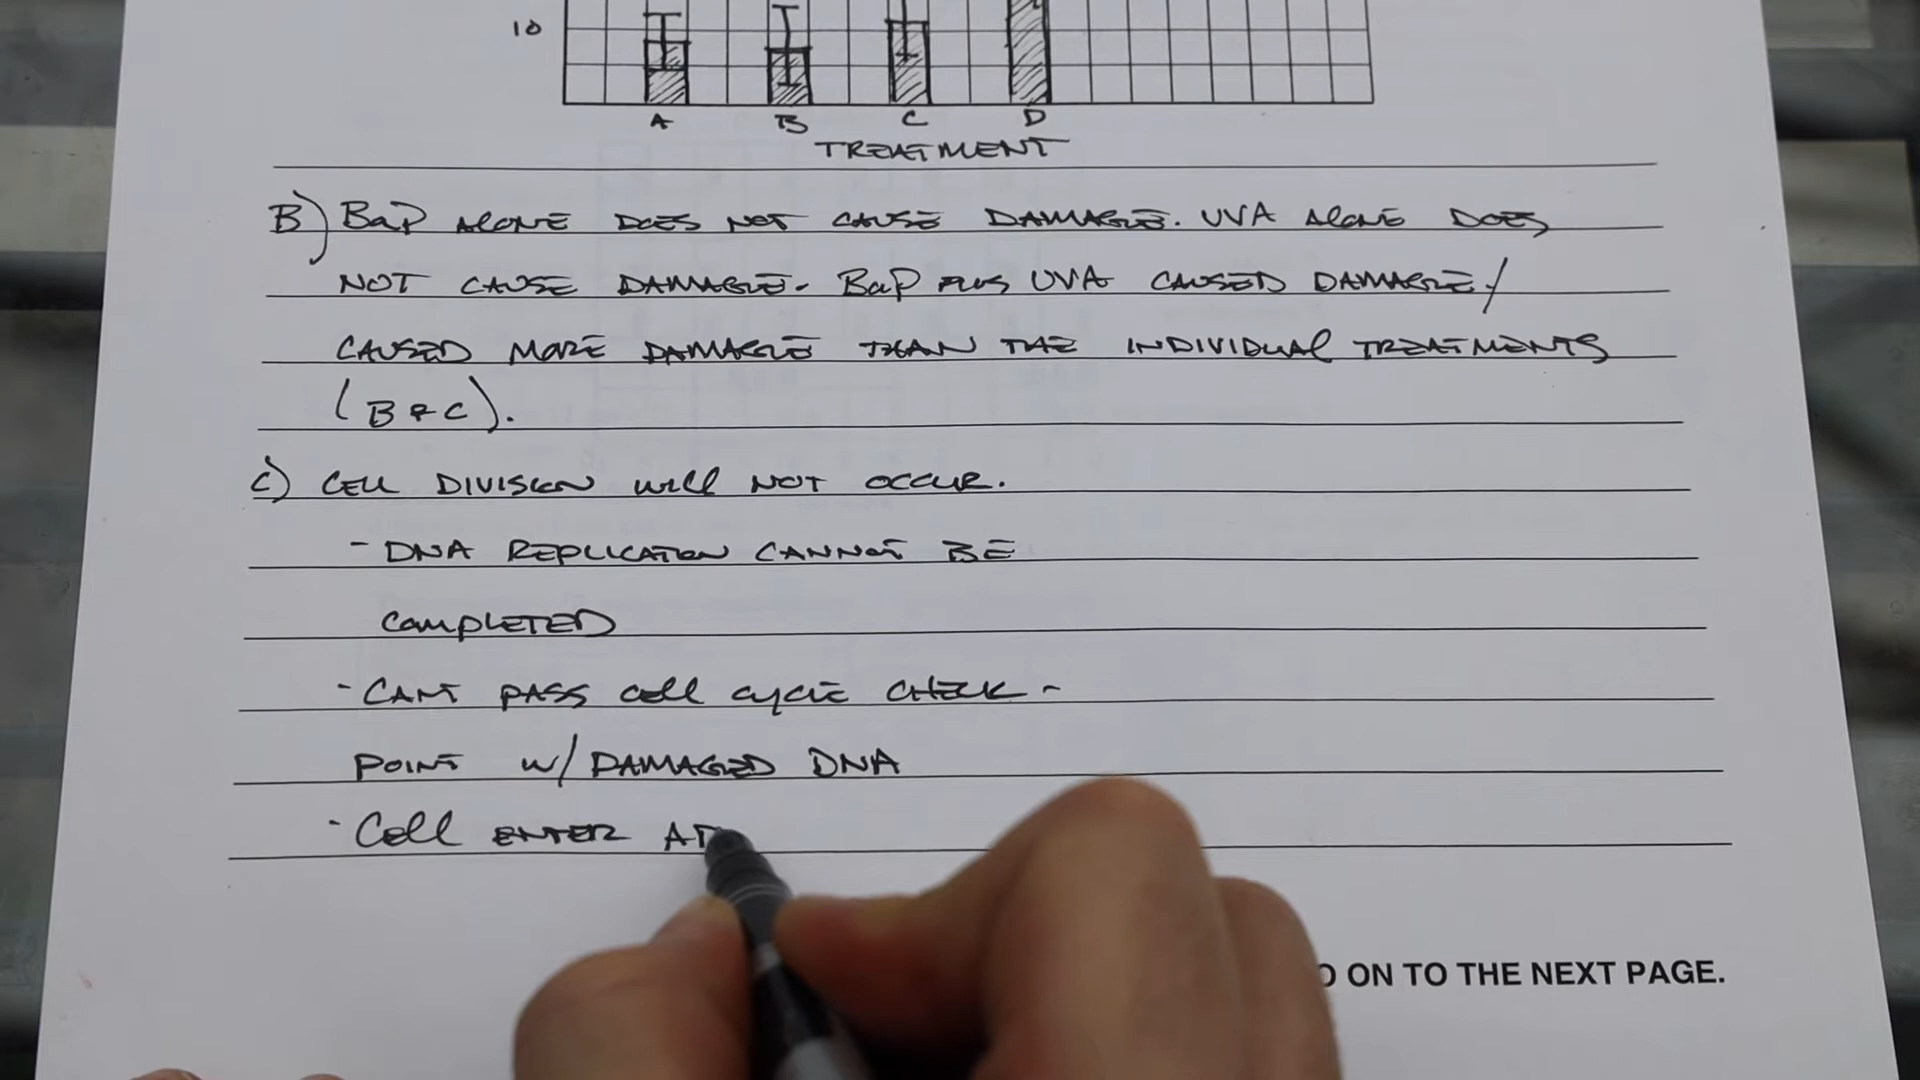 10
A B C D
TREATMENT
B) BaP ALONE DOES NOT CAUSE DAMAGE. UVA ALONE DOES
NOT CAUSE DAMAGE. BaP PLUS UVA CAUSED DAMAGE/
CAUSED MORE DAMAGE THAN THE INDIVIDUAL TREATMENTS
(B & C).
C) CELL DIVISION WILL NOT OCCUR.
- DNA REPLICATION CANNOT BE
COMPLETED
- CANT PASS CELL CYCLE CHECK-
POINT W/ DAMAGED DNA
- CELL ENTER AP
O ON TO THE NEXT PAGE.